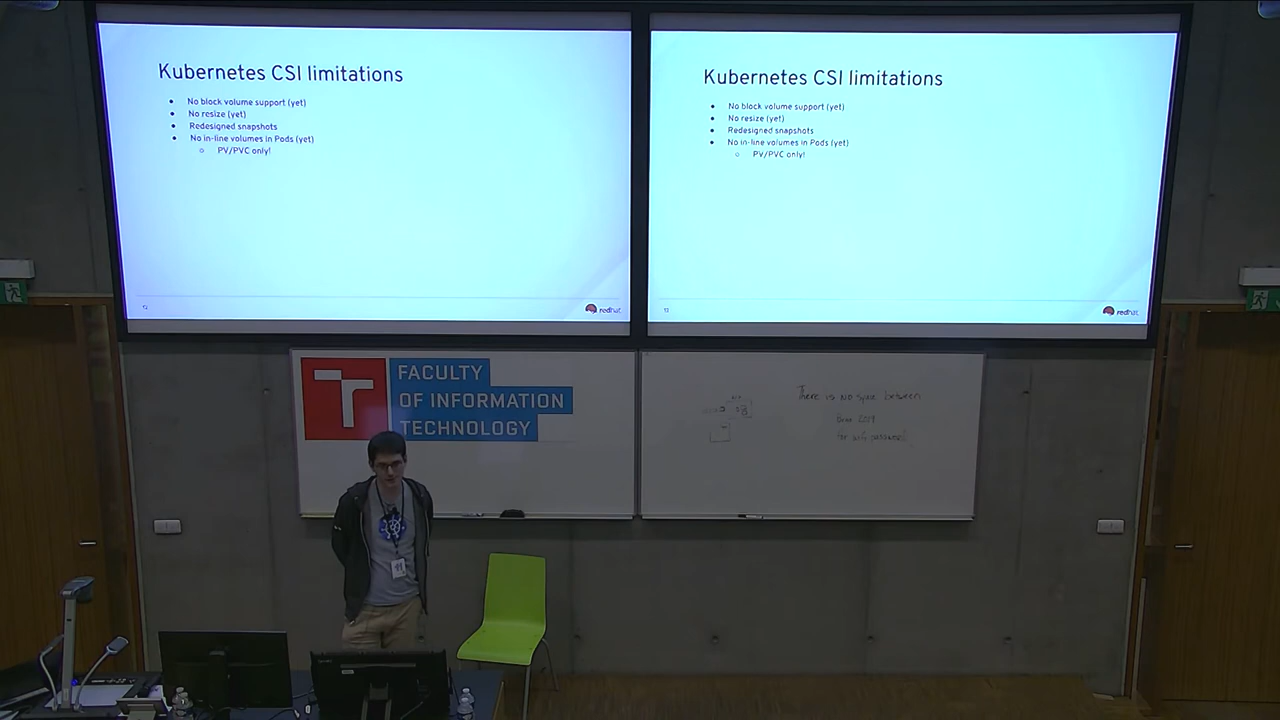 Kubernetes CSI limitations
• No block volume support (yet)
• No resize (yet)
• Redesigned snapshots
• No in-line volumes in Pods (yet)
○ PV/PVC only!
redhat
Kubernetes CSI limitations
• No block volume support (yet)
• No resize (yet)
• Redesigned snapshots
• No in-line volumes in Pods (yet)
○ PV/PVC only!
redhat
FACULTY
OF INFORMATION
TECHNOLOGY
There is no space between
for wifi password